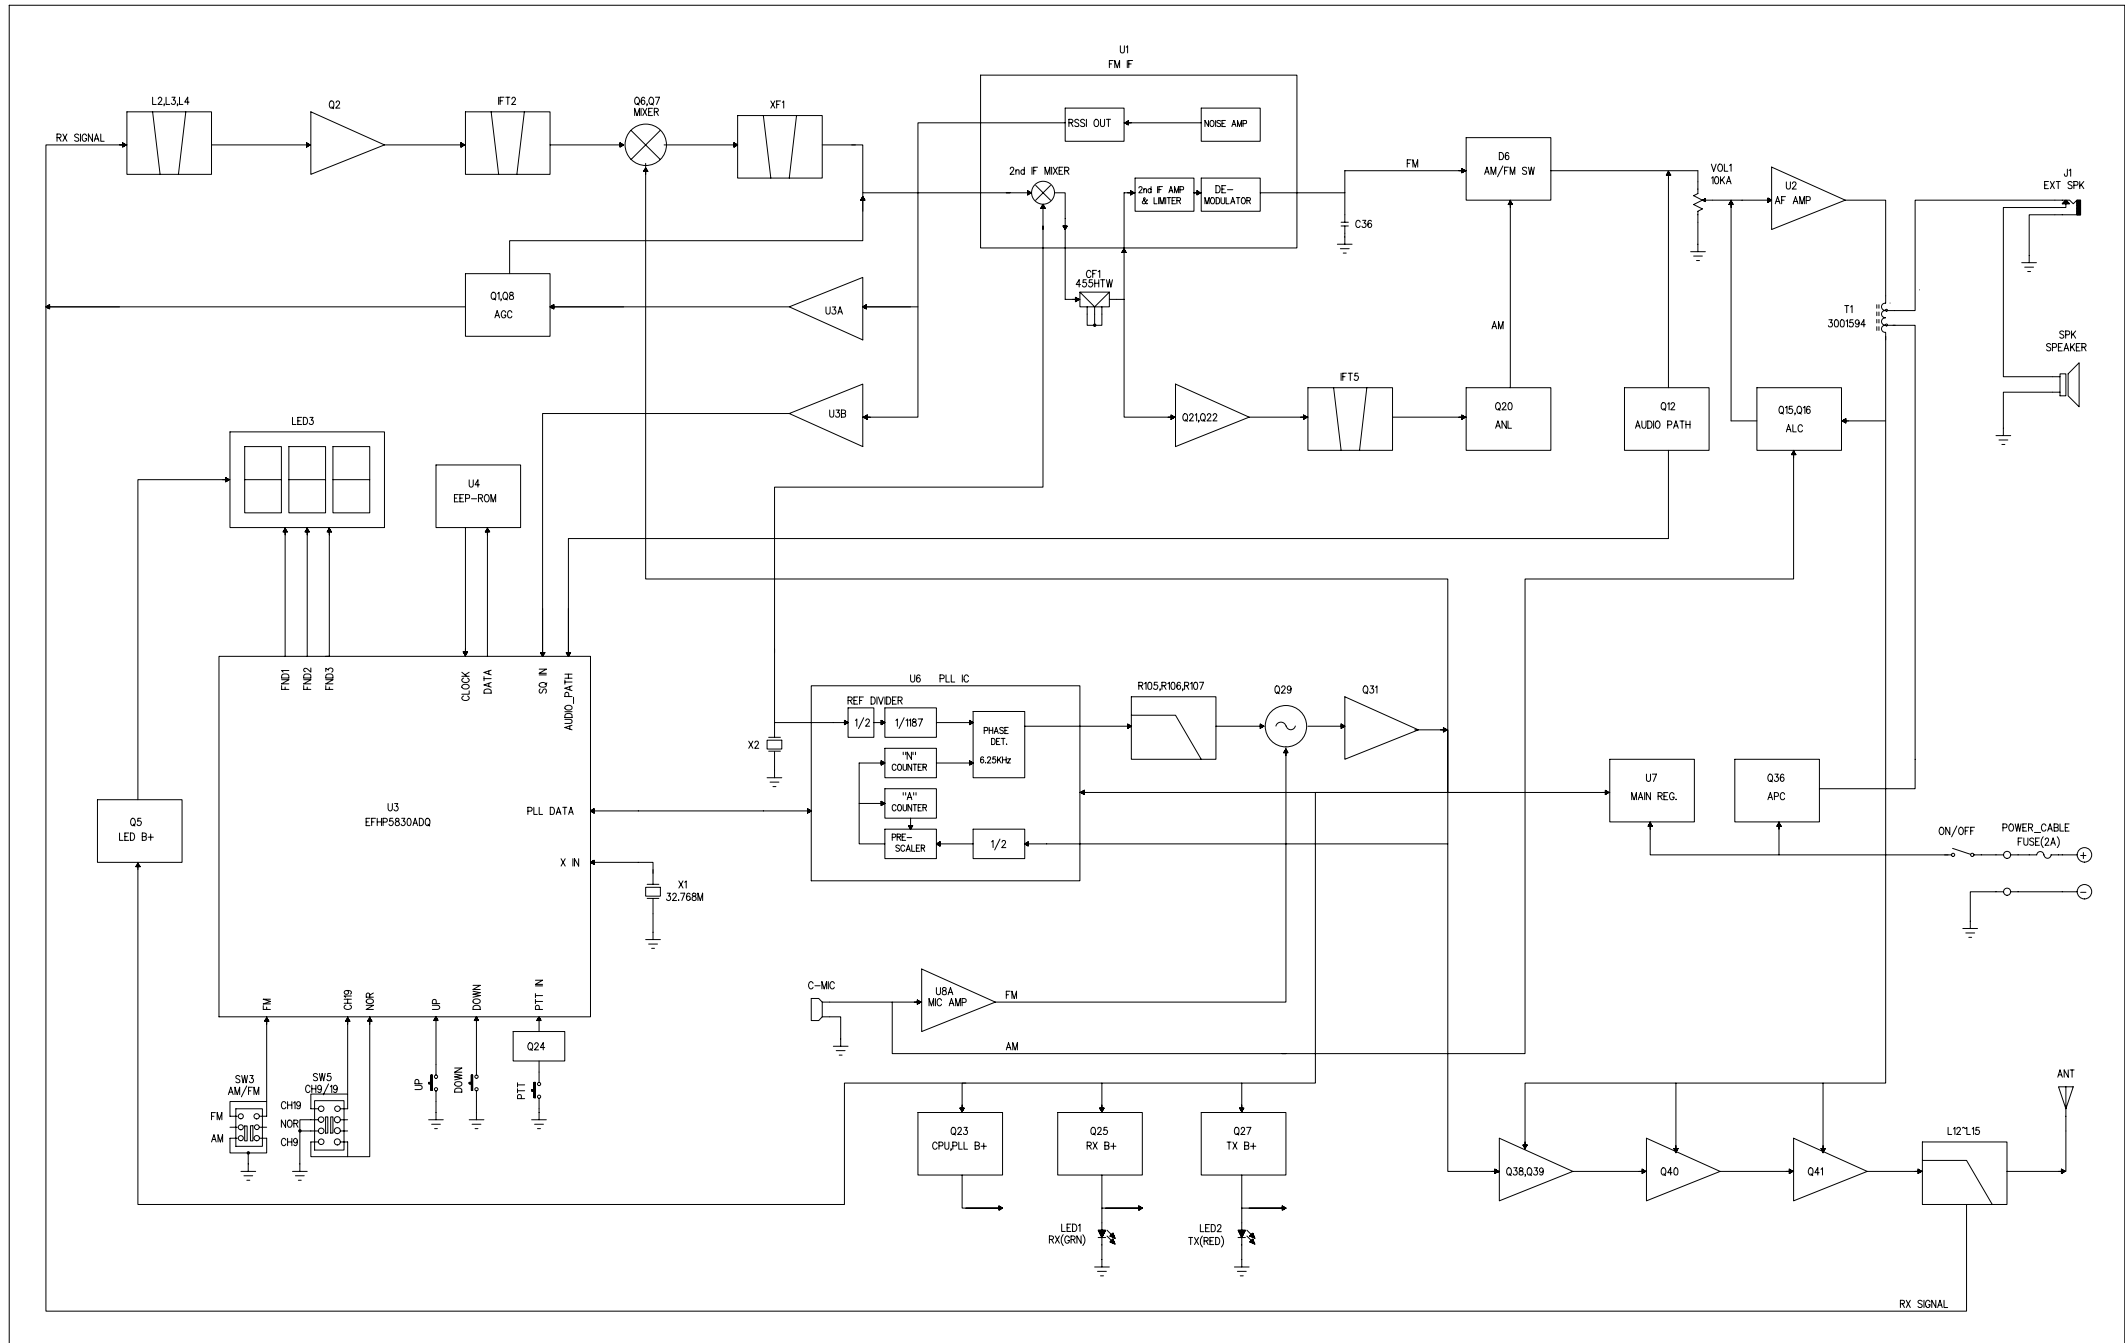 U1
FM IF
L2,L3,L4
Q2
IFT2
Q6,Q7
MIXER
XF1
RX SIGNAL
RSSI OUT
NOISE AMP
2nd IF MIXER
2nd IF AMP
& LIMITER
DE-
MODULATOR
FM
C36
D6
AM/FM SW
VOL1
10KA
U2
AF AMP
J1
EXT SPK
CF1
455HTW
Q1,Q8
AGC
U3A
AM
T1
3001594
SPK
SPEAKER
U3B
Q21,Q22
IFT5
Q20
ANL
Q12
AUDIO PATH
Q15,Q16
ALC
LED3
U4
EEP-ROM
FND1
FND2
FND3
CLOCK
DATA
SQ IN
AUDIO_PATH
U3
EFHP5830ADQ
PLL DATA
X IN
X1
32.768M
Q5
LED B+
X2
U6 PLL IC
REF DIVIDER
1/2
1/1187
PHASE
DET.
6.25KHz
"N"
COUNTER
"A"
COUNTER
PRE-
SCALER
1/2
R105,R106,R107
Q29
Q31
U7
MAIN REG.
Q36
APC
ON/OFF
POWER_CABLE
FUSE(2A)
+
−
FM
CH19
NOR
UP
DOWN
PTT IN
Q24
SW3
AM/FM
FM
AM
SW5
CH9/19
CH19
NOR
CH9
UP
DOWN
PTT
C-MIC
U8A
MIC AMP
FM
AM
Q23
CPU,PLL B+
Q25
RX B+
Q27
TX B+
LED1
RX(GRN)
LED2
TX(RED)
Q38,Q39
Q40
Q41
L12~L15
ANT
RX SIGNAL